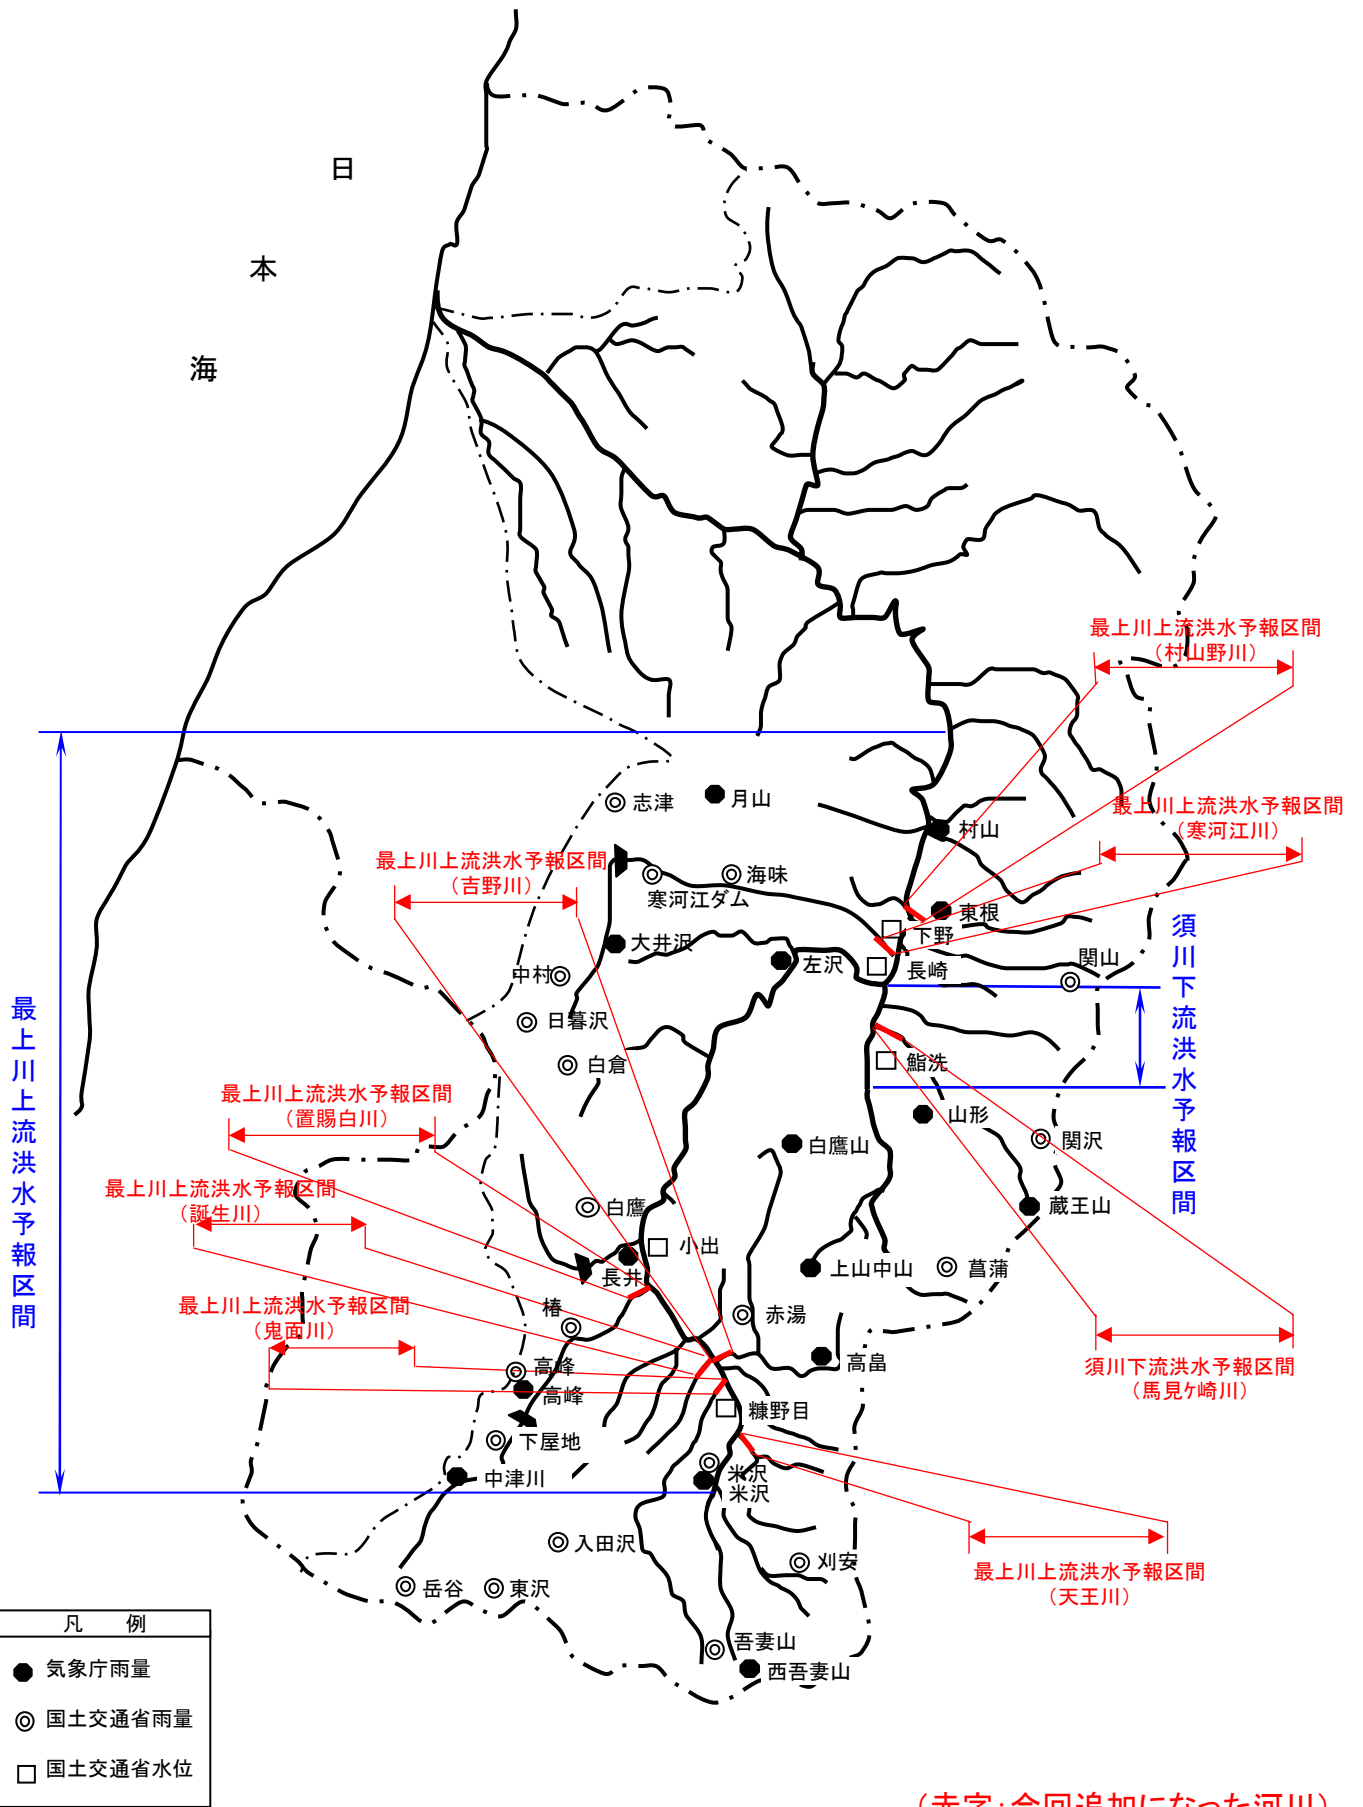 日
本
海
最上川上流洪水予報区間
（村山野川）
志津
月山
最上川上流洪水予報区間
（寒河江川）
村山
最上川上流洪水予報区間
（吉野川）
海味
寒河江ダム
東根
下野
大井沢
左沢
長崎
関山
中村
須川下流洪水予報区間
最上川上流洪水予報区間
日暮沢
白倉
鮨洗
最上川上流洪水予報区間
（置賜白川）
山形
関沢
白鷹山
最上川上流洪水予報区間
（誕生川）
白鷹
蔵王山
小出
長井
上山中山
菖蒲
最上川上流洪水予報区間
（鬼面川）
椿
赤湯
高畠
高峰
高峰
須川下流洪水予報区間
（馬見ケ崎川）
糠野目
下屋地
中津川
米沢
米沢
入田沢
刈安
最上川上流洪水予報区間
（天王川）
岳谷
東沢
吾妻山
西吾妻山
凡　例
気象庁雨量
国土交通省雨量
国土交通省水位
（赤字：今回追加になった河川）